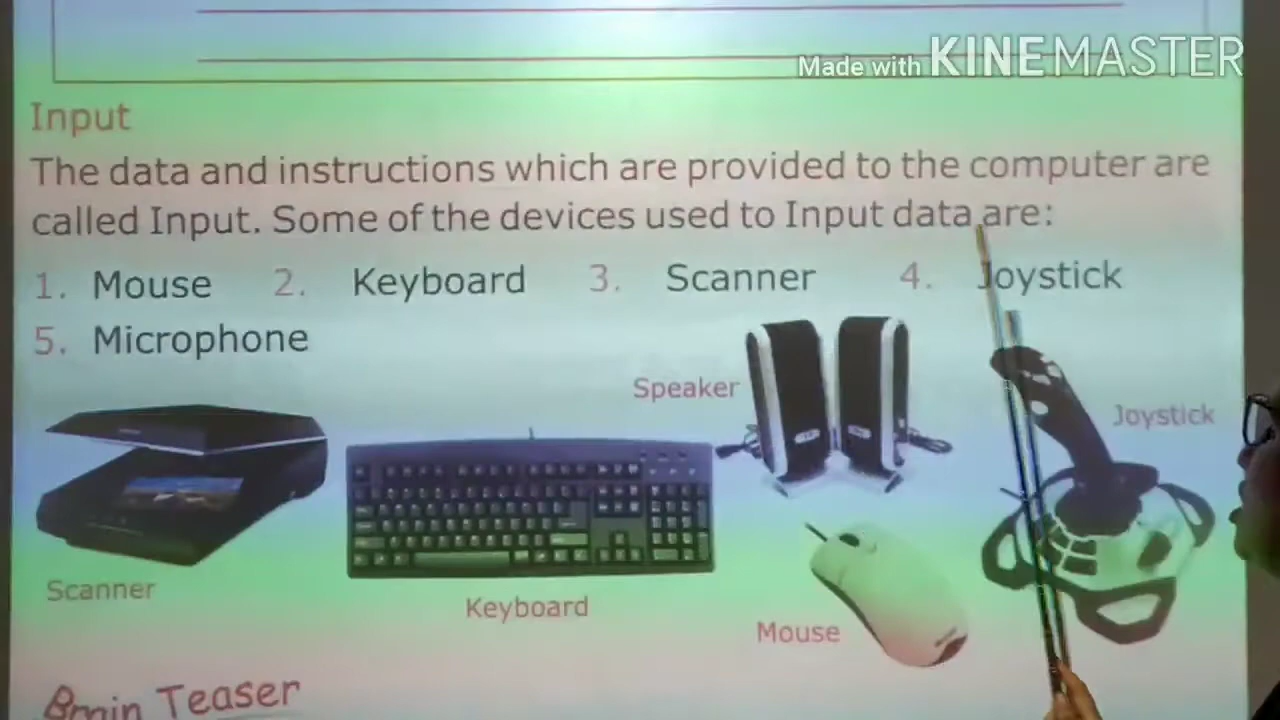 Made with KINEMASTER
Input
The data and instructions which are provided to the computer are
called Input. Some of the devices used to Input data are:
1. Mouse 2. Keyboard 3. Scanner 4. Joystick
5. Microphone
Speaker
Joystick
Scanner
Keyboard
Mouse
Brain Teaser